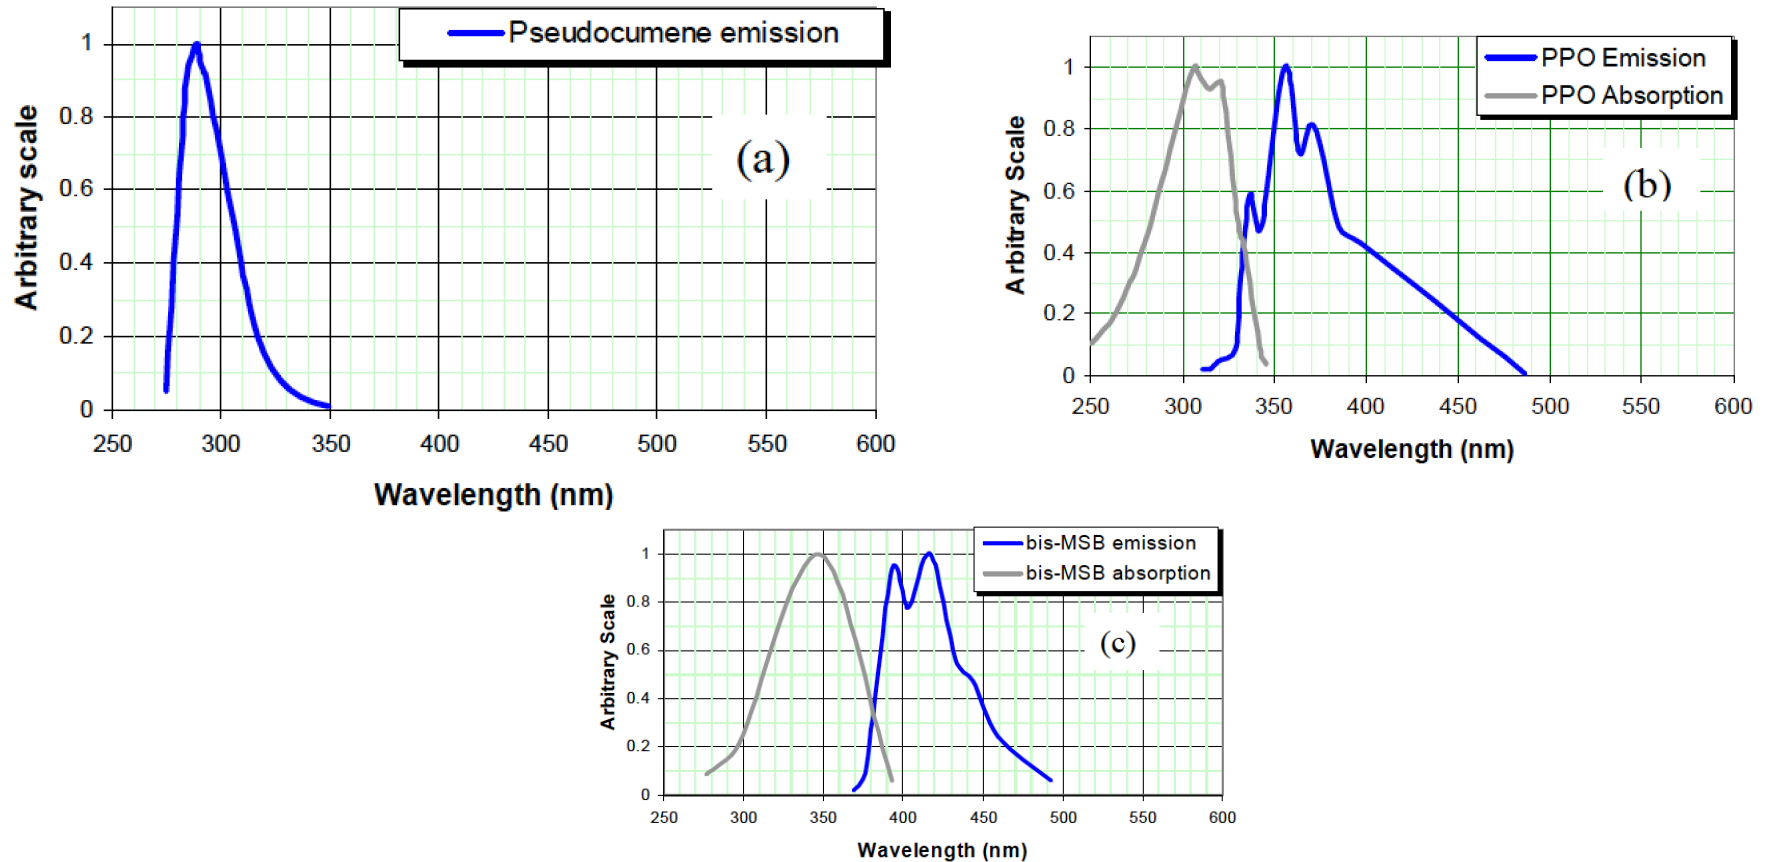 Pseudocumene emission
1
0.8
0.6
0.4
0.2
0
Arbitrary scale
(a)
250 300 350 400 450 500 550 600
Wavelength (nm)
PPO Emission
PPO Absorption
1
0.8
0.6
0.4
0.2
0
Arbitrary Scale
(b)
250 300 350 400 450 500 550 600
Wavelength (nm)
bis-MSB emission
bis-MSB absorption
1
0.8
0.6
0.4
0.2
0
Arbitrary Scale
(c)
250 300 350 400 450 500 550 600
Wavelength (nm)